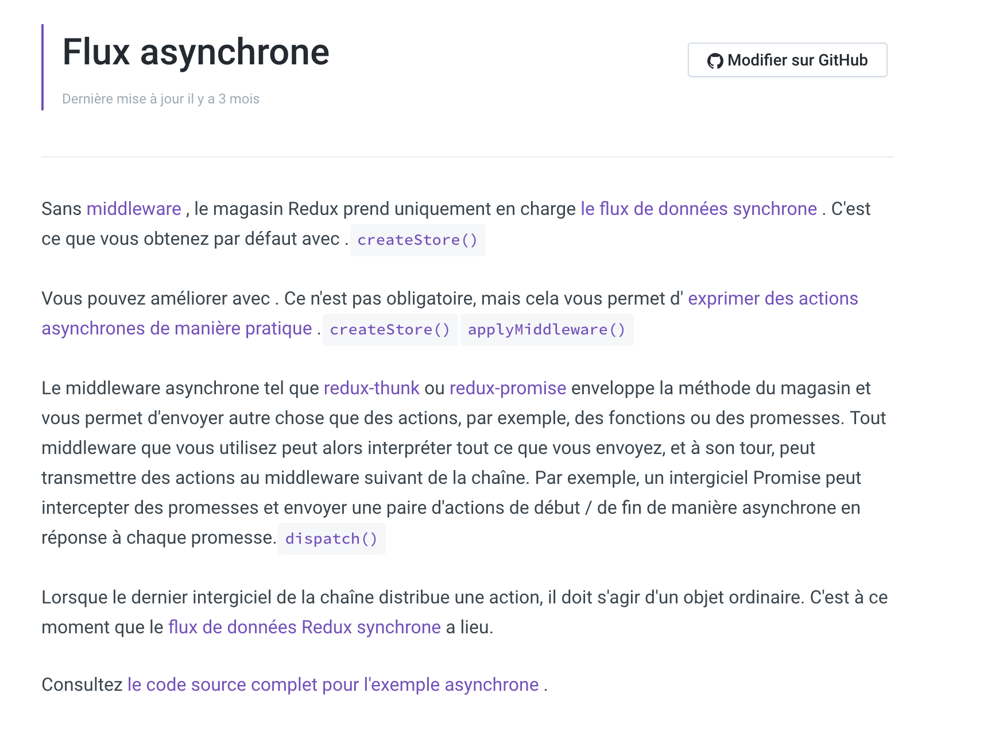 Flux asynchrone
Modifier sur GitHub
Dernière mise à jour il y a 3 mois
Sans middleware , le magasin Redux prend uniquement en charge le flux de données synchrone . C'est
ce que vous obtenez par défaut avec . createStore()
Vous pouvez améliorer avec . Ce n'est pas obligatoire, mais cela vous permet d' exprimer des actions
asynchrones de manière pratique . createStore() applyMiddleware()
Le middleware asynchrone tel que redux-thunk ou redux-promise enveloppe la méthode du magasin et
vous permet d'envoyer autre chose que des actions, par exemple, des fonctions ou des promesses. Tout
middleware que vous utilisez peut alors interpréter tout ce que vous envoyez, et à son tour, peut
transmettre des actions au middleware suivant de la chaîne. Par exemple, un intergiciel Promise peut
intercepter des promesses et envoyer une paire d'actions de début / de fin de manière asynchrone en
réponse à chaque promesse. dispatch()
Lorsque le dernier intergiciel de la chaîne distribue une action, il doit s'agir d'un objet ordinaire. C'est à ce
moment que le flux de données Redux synchrone a lieu.
Consultez le code source complet pour l'exemple asynchrone .